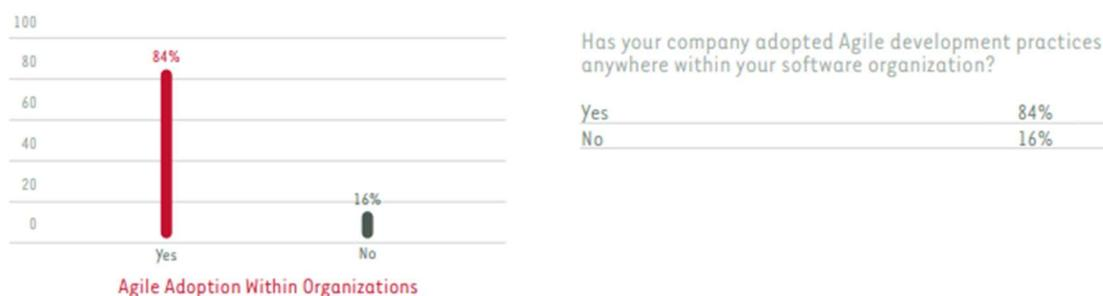 100
80
60
40
20
0
84%
16%
Yes
No
Agile Adoption Within Organizations
Has your company adopted Agile development practices
anywhere within your software organization?
Yes 84%
No 16%